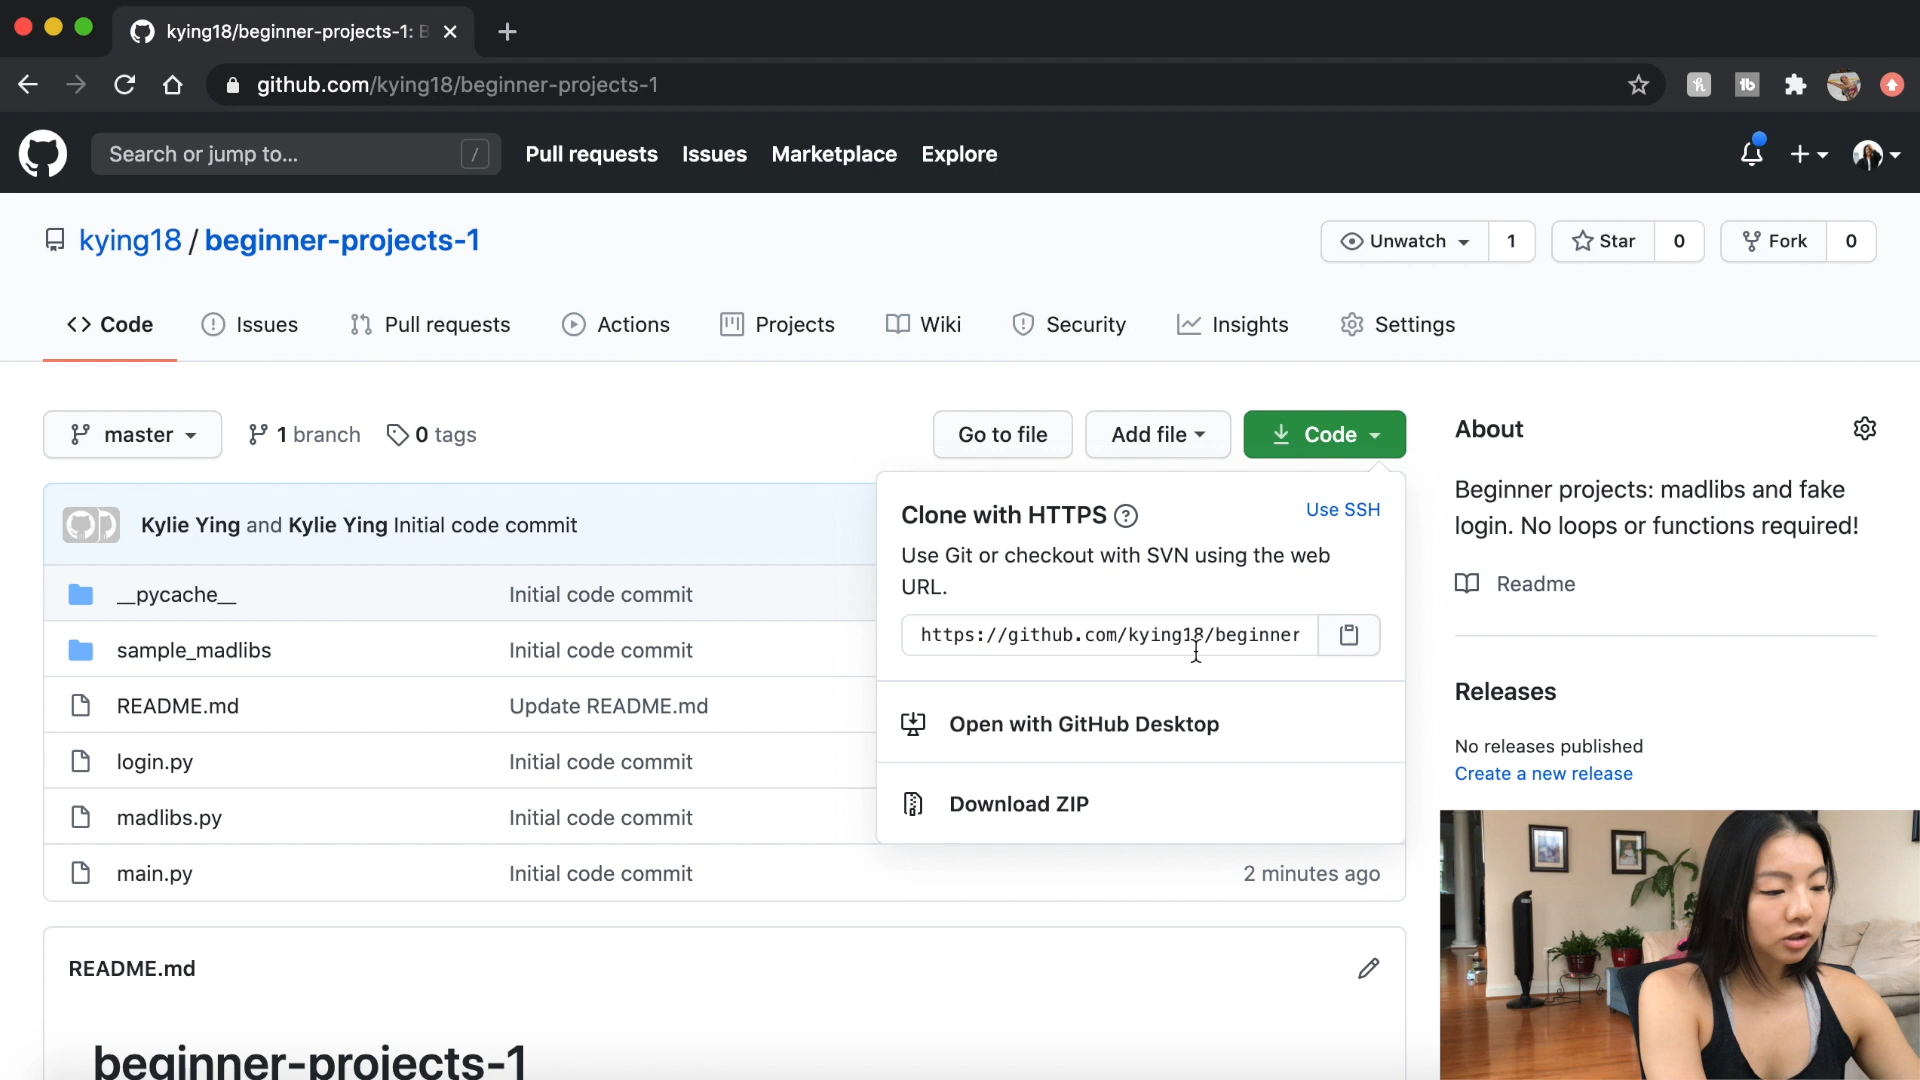 kying18/beginner-projects-1: B
github.com/kying18/beginner-projects-1
Search or jump to... /
Pull requests Issues Marketplace Explore
kying18 / beginner-projects-1
Unwatch 1 Star 0 Fork 0
Code Issues Pull requests Actions Projects Wiki Security Insights Settings
master 1 branch 0 tags
Go to file Add file Code
Kylie Ying and Kylie Ying Initial code commit
__pycache__ Initial code commit
sample_madlibs Initial code commit
README.md Update README.md
login.py Initial code commit
madlibs.py Initial code commit
main.py Initial code commit 2 minutes ago
Clone with HTTPS ?
Use SSH
Use Git or checkout with SVN using the web
URL.
https://github.com/kying18/beginner
Open with GitHub Desktop
Download ZIP
About
Beginner projects: madlibs and fake
login. No loops or functions required!
Readme
Releases
No releases published
Create a new release
README.md
beginner-projects-1